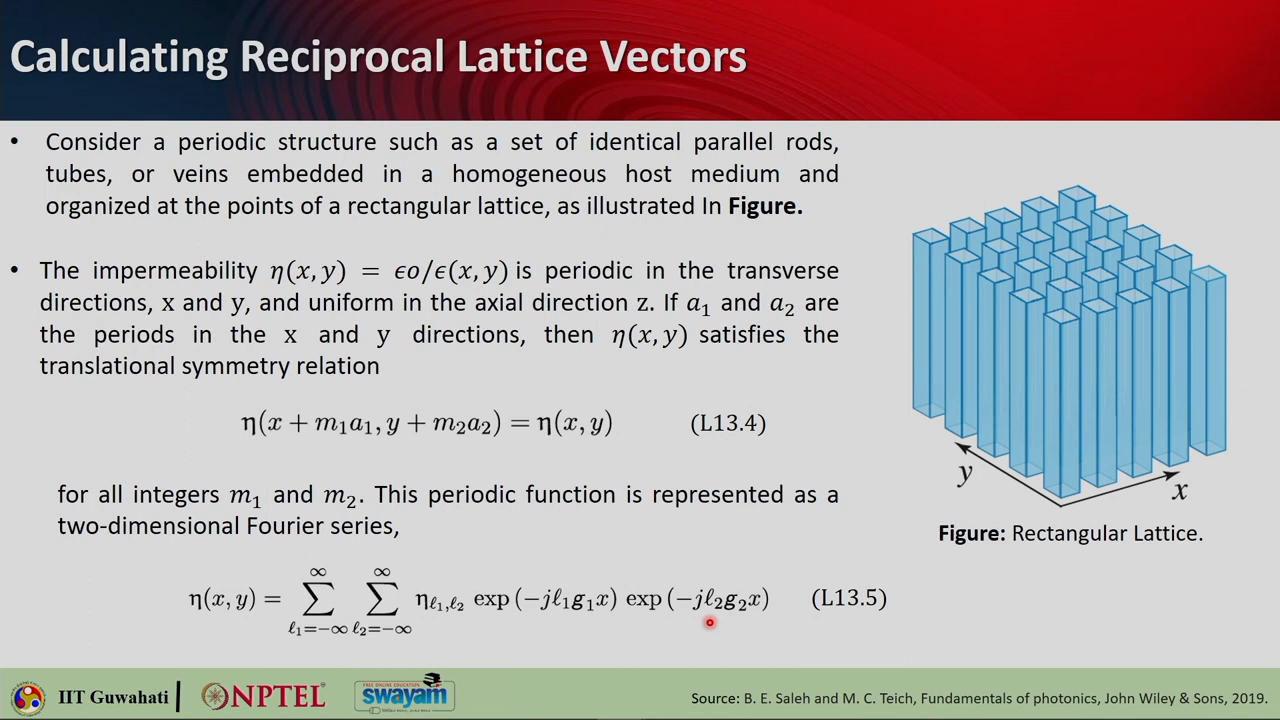 Calculating Reciprocal Lattice Vectors
• Consider a periodic structure such as a set of identical parallel rods,
tubes, or veins embedded in a homogeneous host medium and
organized at the points of a rectangular lattice, as illustrated In Figure.
• The impermeability η(x, y) = ϵo/ϵ(x, y) is periodic in the transverse
directions, x and y, and uniform in the axial direction z. If a₁ and a₂ are
the periods in the x and y directions, then η(x, y) satisfies the
translational symmetry relation
η(x + m₁a₁, y + m₂a₂) = η(x, y) (L13.4)
for all integers m₁ and m₂. This periodic function is represented as a
two-dimensional Fourier series,
η(x, y) = ∑_{ℓ₁=−∞}^{∞} ∑_{ℓ₂=−∞}^{∞} η_{ℓ₁,ℓ₂} exp (−jℓ₁g₁x) exp (−jℓ₂g₂x) (L13.5)
y
x
Figure: Rectangular Lattice.
IIT Guwahati
NPTEL
FREE ONLINE EDUCATION
swayam
Source: B. E. Saleh and M. C. Teich, Fundamentals of photonics, John Wiley & Sons, 2019.